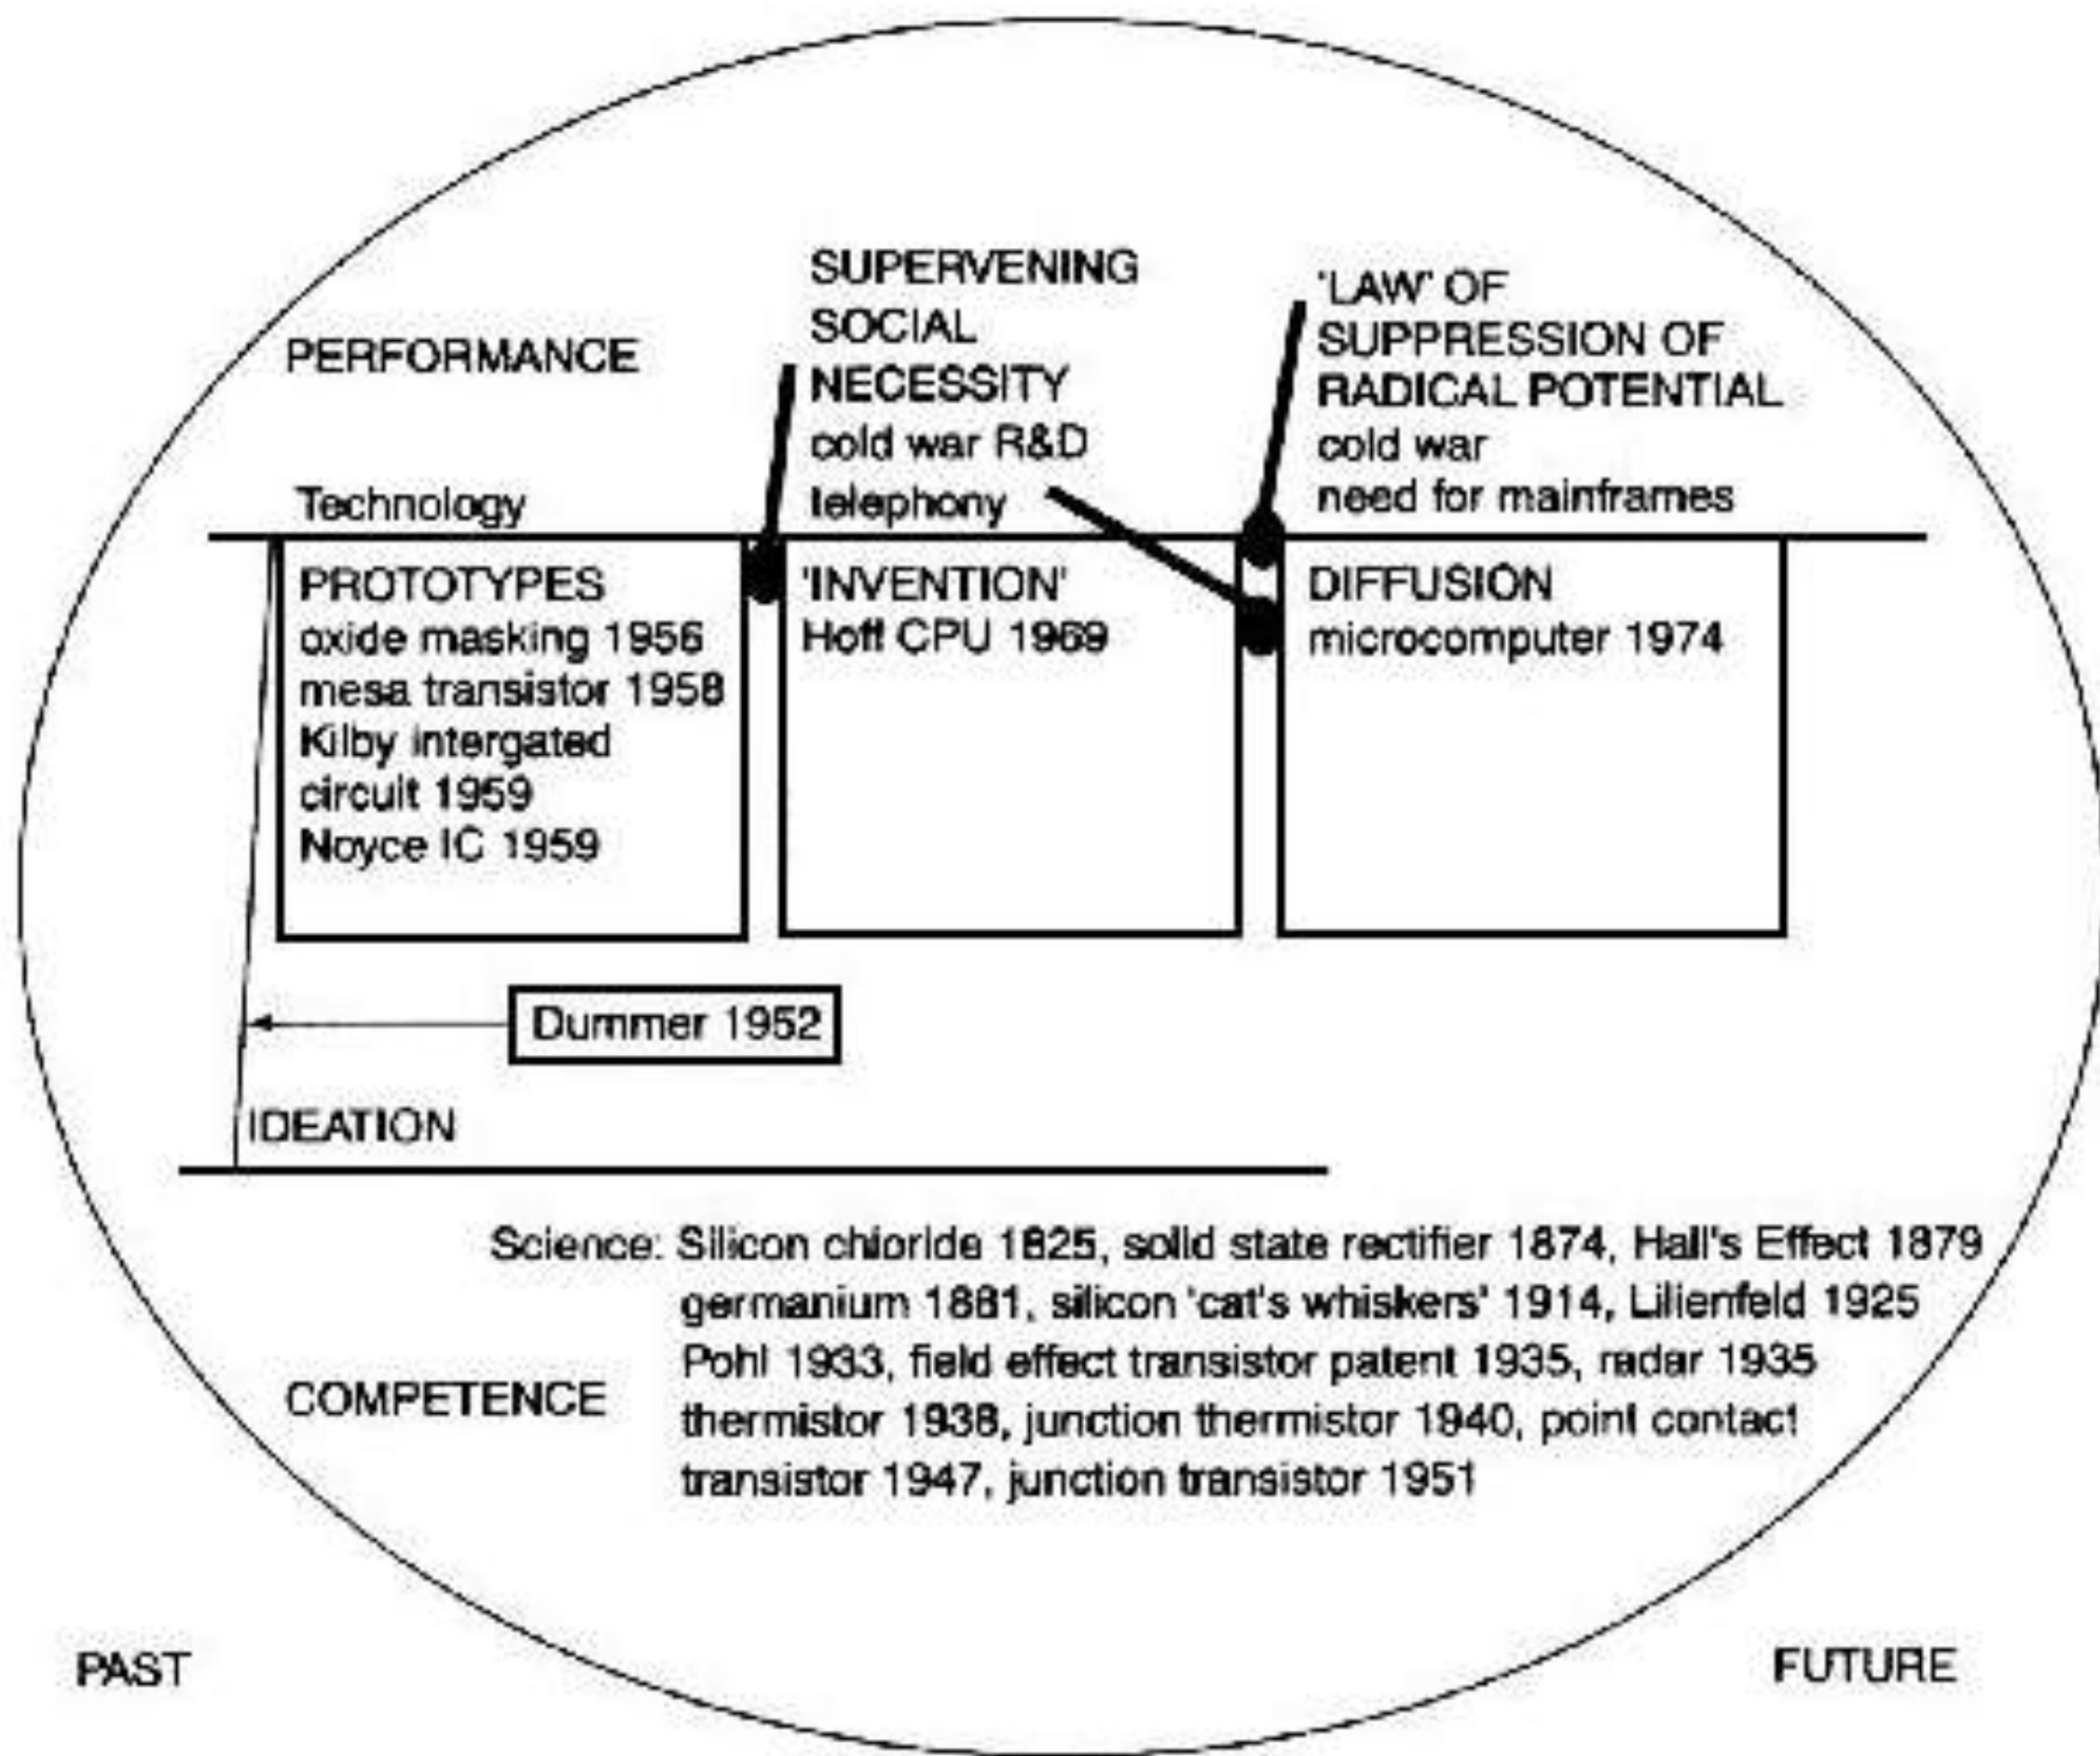 PERFORMANCE
Technology
SUPERVENING
SOCIAL
NECESSITY
cold war R&D
telephony
'LAW' OF
SUPPRESSION OF
RADICAL POTENTIAL
cold war
need for mainframes
PROTOTYPES
oxide masking 1956
mesa transistor 1958
Kilby intergated
circuit 1959
Noyce IC 1959
'INVENTION'
Hoff CPU 1969
DIFFUSION
microcomputer 1974
Dummer 1952
IDEATION
Science: Silicon chloride 1825, solid state rectifier 1874, Hall's Effect 1879
germanium 1881, silicon 'cat's whiskers' 1914, Lilienfeld 1925
Pohl 1933, field effect transistor patent 1935, radar 1935
COMPETENCE
thermistor 1938, junction thermistor 1940, point contact
transistor 1947, junction transistor 1951
PAST
FUTURE